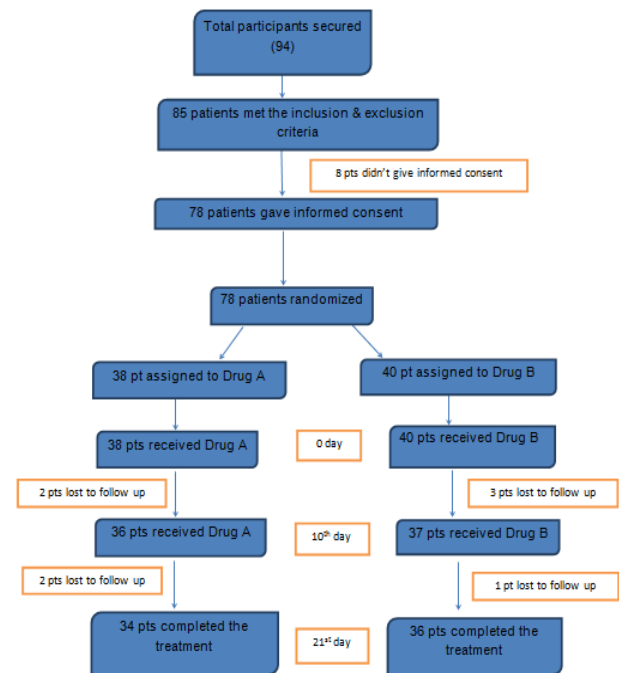 Total participants secured
(94)
85 patients met the inclusion & exclusion
criteria
8 pts didn't give informed consent
78 patients gave informed consent
78 patients randomized
38 pt assigned to Drug A
40 pt assigned to Drug B
38 pts received Drug A
0 day
40 pts received Drug B
2 pts lost to follow up
3 pts lost to follow up
36 pts received Drug A
10th day
37 pts received Drug B
2 pts lost to follow up
1 pt lost to follow up
34 pts completed the
treatment
21st day
36 pts completed the
treatment